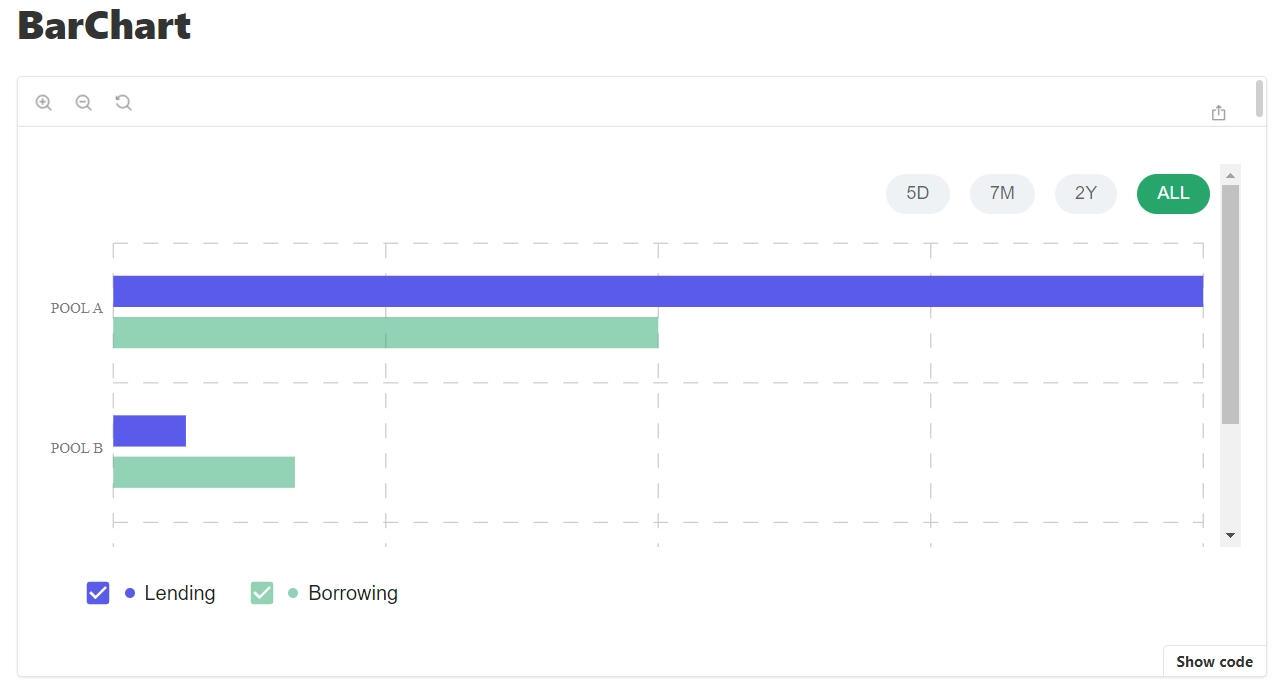 BarChart
5D 7M 2Y ALL
POOL A
POOL B
Lending Borrowing
Show code